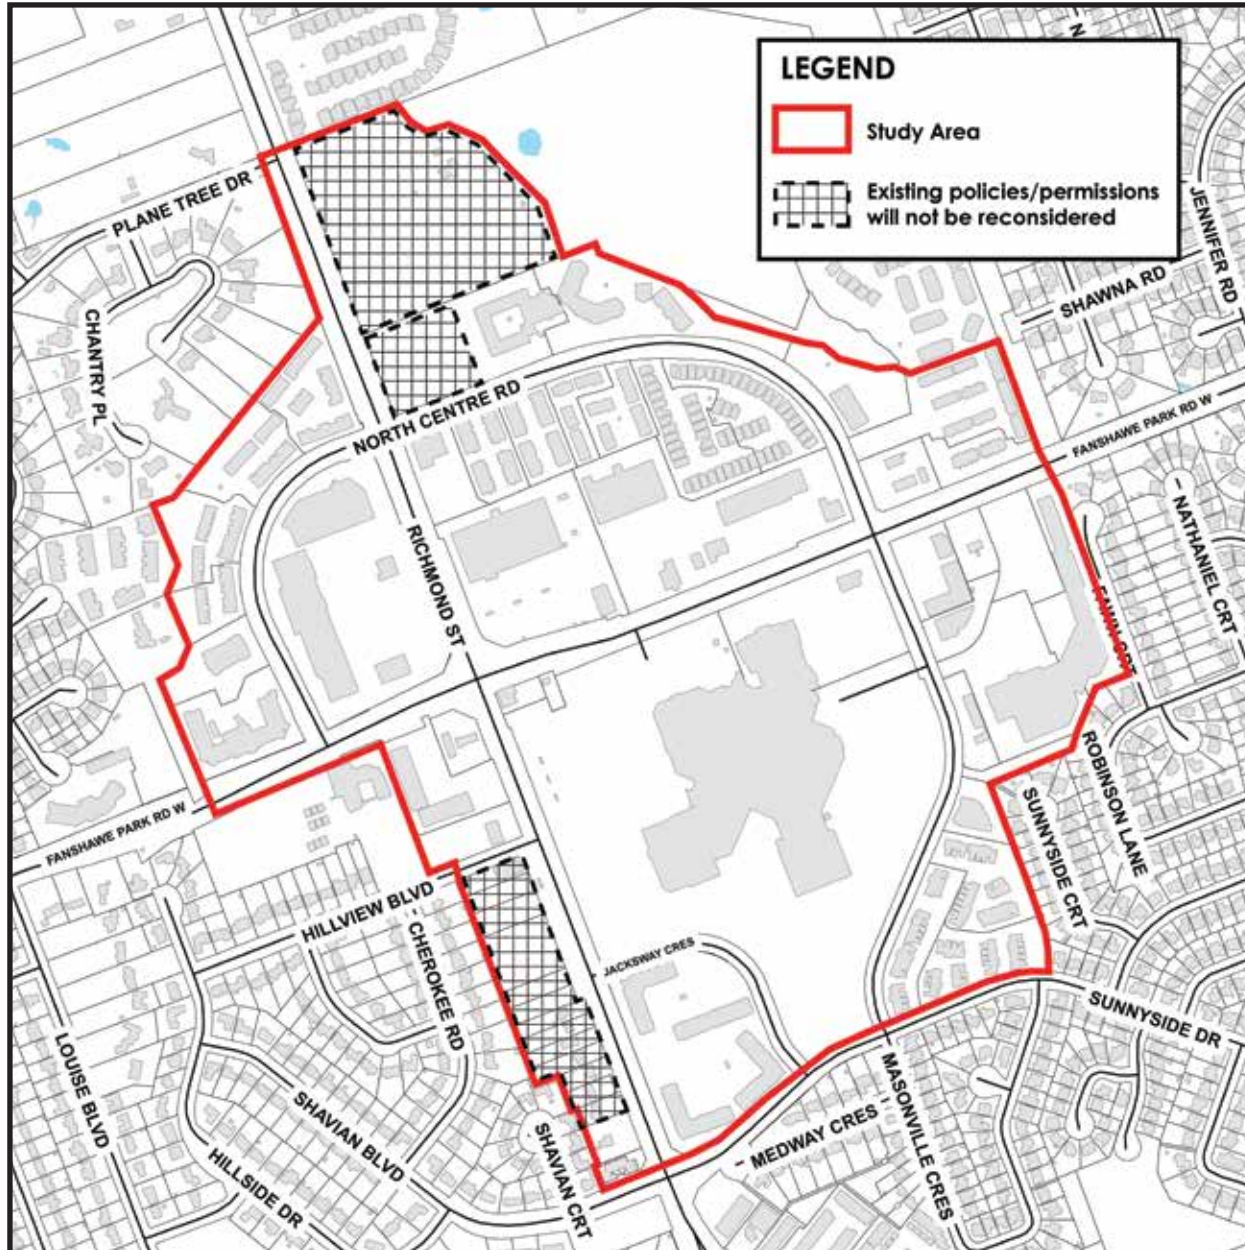 LEGEND
Study Area
Existing policies/permissions
will not be reconsidered
N
PLANE TREE DR
JENNIFER RD
SHAWNA RD
CHANTRY PL
NORTH CENTRE RD
FANSHAWE PARK RD W
NATHANIEL CRT
RICHMOND ST
FAWN CRT
ROBINSON LANE
SUNNYSIDE CRT
FANSHAWE PARK RD W
HILLVIEW BLVD
CHEROKEE RD
JACKSWAY CRES
SUNNYSIDE DR
LOUISE BLVD
SHAVIAN BLVD
MASONVILLE CRES
MEDWAY CRES
SHAVIAN CRT
HILLSIDE DR